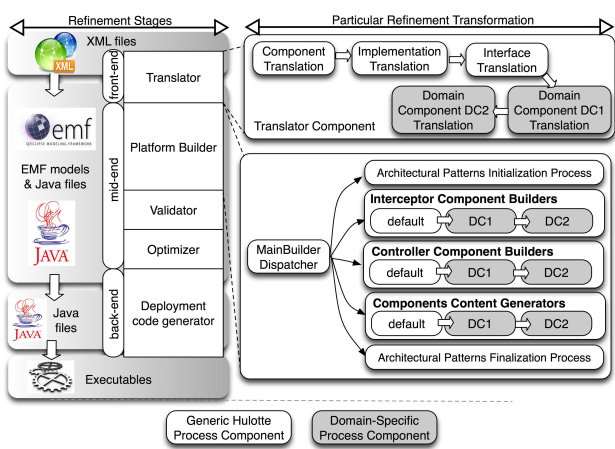 Refinement Stages
Particular Refinement Transformation
XML files
XML
front-end
Translator
Component
Translation
Implementation
Translation
Interface
Translation
Domain
Component DC2
Translation
Domain
Component DC1
Translation
Translator Component
emf
ECLIPSE MODELING FRAMEWORK
EMF models
& Java files
JAVA
mid-end
Platform Builder
Validator
Optimizer
MainBuilder
Dispatcher
Architectural Patterns Initialization Process
Interceptor Component Builders
default
DC1
DC2
Controller Component Builders
default
DC1
DC2
Components Content Generators
default
DC1
DC2
Architectural Patterns Finalization Process
Java
files
JAVA
back-end
Deployment
code generator
Executables
Generic Hulotte
Process Component
Domain-Specific
Process Component